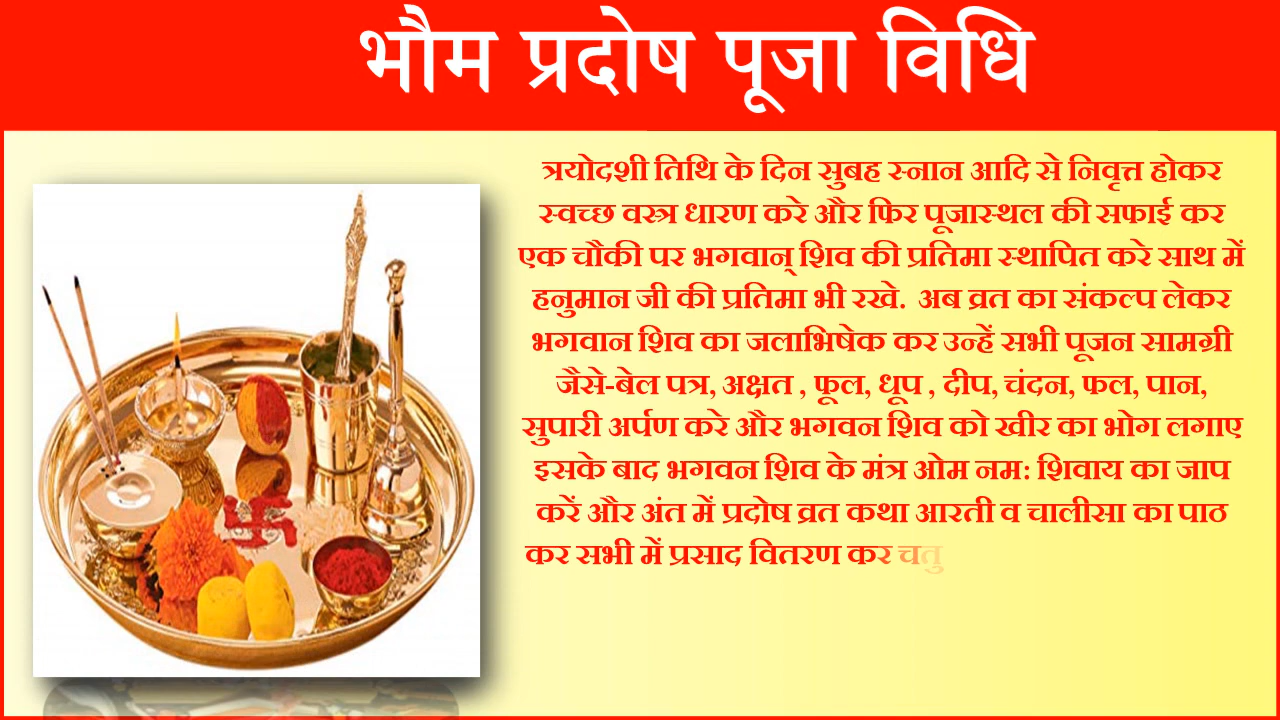 भौम प्रदोष पूजा विधि
त्रयोदशी तिथि के दिन सुबह स्नान आदि से निवृत्त होकर
स्वच्छ वस्त्र धारण करे और फिर पूजास्थल की सफाई कर
एक चौकी पर भगवान् शिव की प्रतिमा स्थापित करे साथ में
हनुमान जी की प्रतिमा भी रखे. अब व्रत का संकल्प लेकर
भगवान शिव का जलाभिषेक कर उन्हें सभी पूजन सामग्री
जैसे-बेल पत्र, अक्षत , फूल, धूप , दीप, चंदन, फल, पान,
सुपारी अर्पण करे और भगवन शिव को खीर का भोग लगाए
इसके बाद भगवन शिव के मंत्र ओम नम: शिवाय का जाप
करें और अंत में प्रदोष व्रत कथा आरती व चालीसा का पाठ
कर सभी में प्रसाद वितरण कर चतु